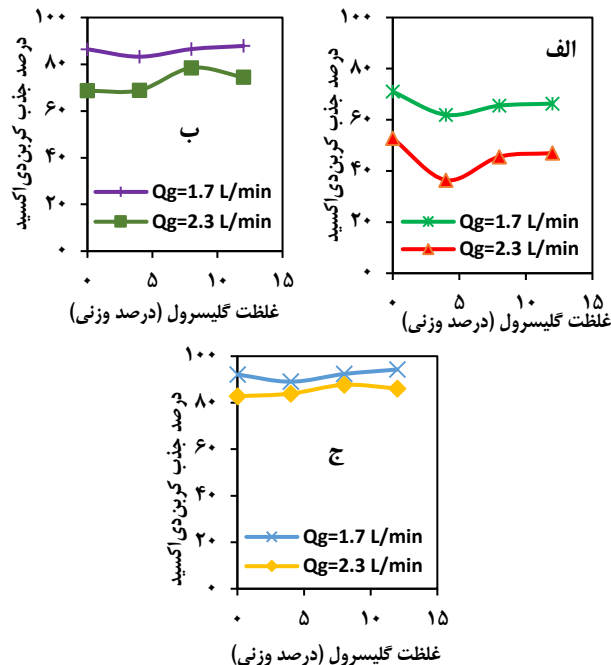 الف
درصد جذب کربن‌دی‌اکسید
۱۰۰
۸۰
۶۰
۴۰
۲۰
۰
Qg=1.7 L/min
Qg=2.3 L/min
۰ ۵ ۱۰ ۱۵
غلظت گلیسرول (درصد وزنی)
ب
درصد جذب کربن‌دی‌اکسید
۱۰۰
۸۰
۶۰
۴۰
۲۰
۰
Qg=1.7 L/min
Qg=2.3 L/min
۰ ۵ ۱۰ ۱۵
غلظت گلیسرول (درصد وزنی)
ج
درصد جذب کربن‌دی‌اکسید
۱۰۰
۸۰
۶۰
۴۰
۲۰
۰
Qg=1.7 L/min
Qg=2.3 L/min
۰ ۵ ۱۰ ۱۵
غلظت گلیسرول (درصد وزنی)